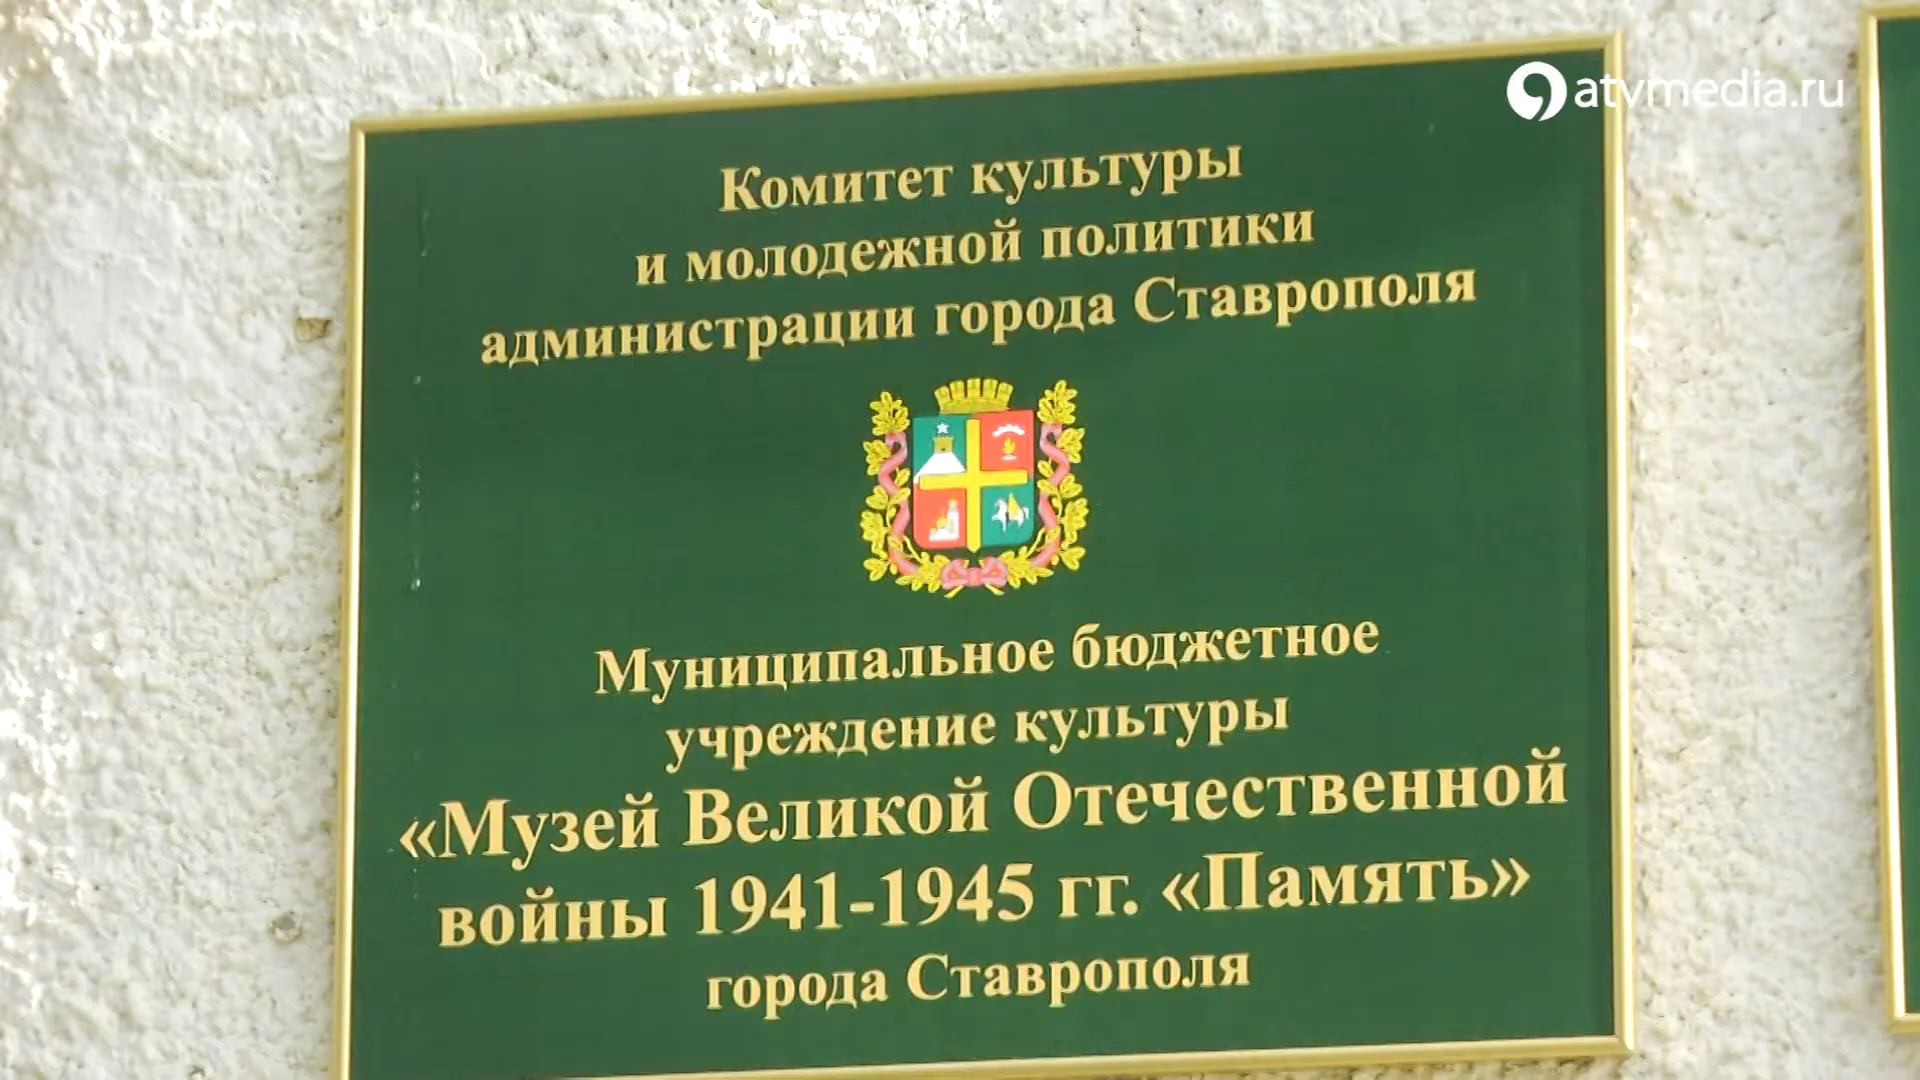 atvmedia.ru
Комитет культуры
и молодежной политики
администрации города Ставрополя
Муниципальное бюджетное
учреждение культуры
«Музей Великой Отечественной
войны 1941-1945 гг. «Память»
города Ставрополя